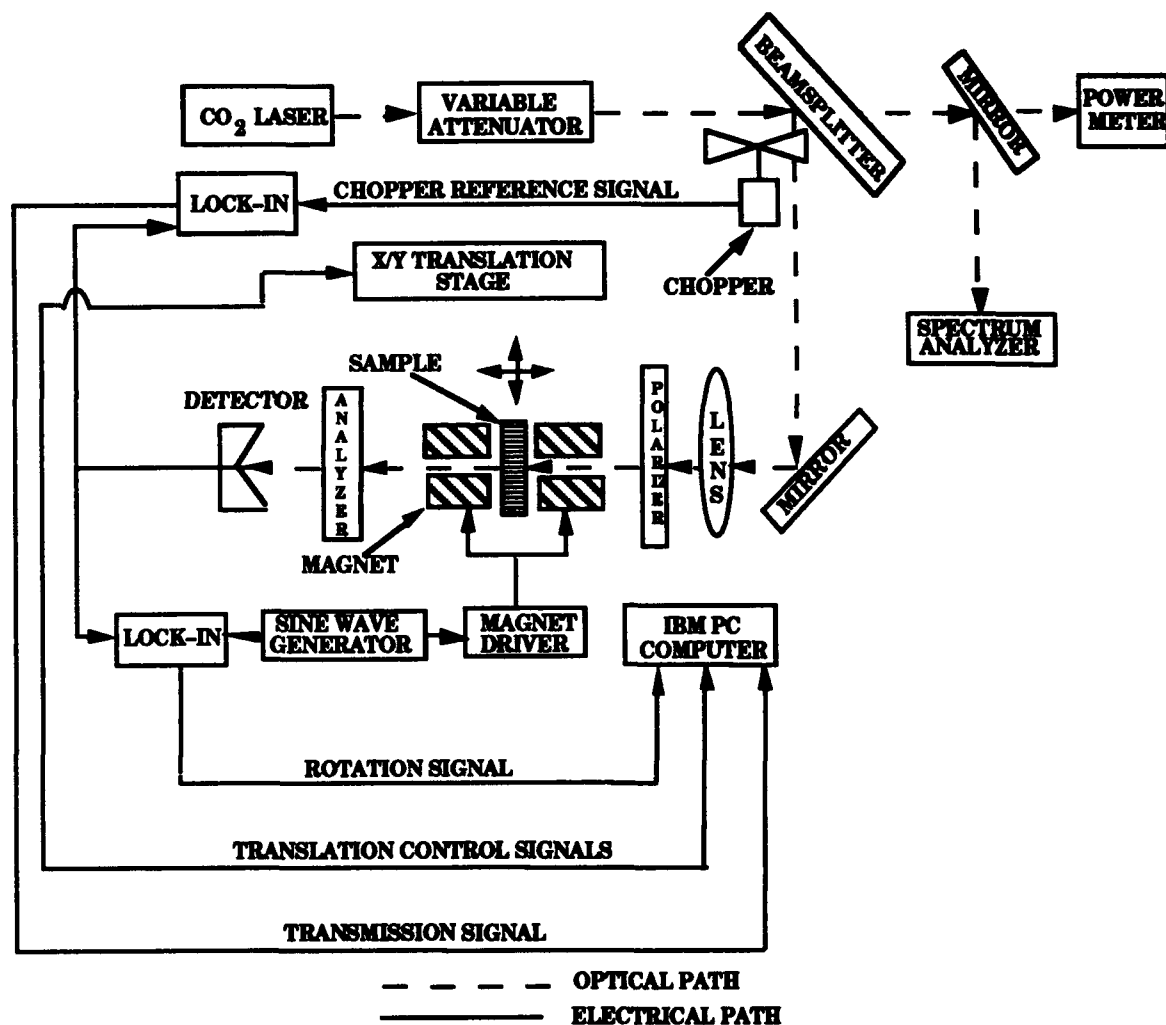 BEAMSPLITTER
MIRROR
CO2 LASER
VARIABLE
ATTENUATOR
POWER
METER
LOCK-IN
CHOPPER REFERENCE SIGNAL
X/Y TRANSLATION
STAGE
CHOPPER
SPECTRUM
ANALYZER
SAMPLE
DETECTOR
ANALYZER
POLARIZER
LENS
MIRROR
MAGNET
LOCK-IN
SINE WAVE
GENERATOR
MAGNET
DRIVER
IBM PC
COMPUTER
ROTATION SIGNAL
TRANSLATION CONTROL SIGNALS
TRANSMISSION SIGNAL
OPTICAL PATH
ELECTRICAL PATH